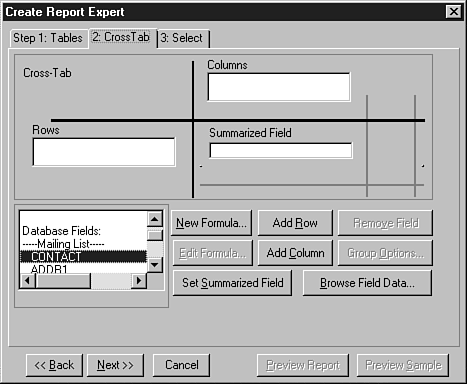 Create Report Expert
Step 1: Tables 2: CrossTab 3: Select
Cross-Tab
Columns
Rows
Summarized Field
Database Fields:
-----Mailing List-----
CONTACT
ADDR1
New Formula... Add Row Remove Field
Edit Formula... Add Column Group Options...
Set Summarized Field Browse Field Data...
<< Back Next >> Cancel Preview Report Preview Sample